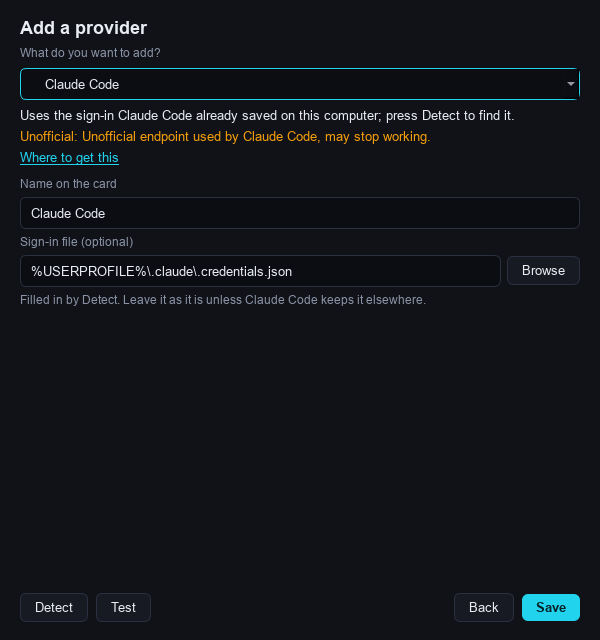 Add a provider
What do you want to add?
Claude Code
Uses the sign-in Claude Code already saved on this computer; press Detect to find it.
Unofficial: Unofficial endpoint used by Claude Code, may stop working.
Where to get this
Name on the card
Claude Code
Sign-in file (optional)
%USERPROFILE%\.claude\.credentials.json
Browse
Filled in by Detect. Leave it as it is unless Claude Code keeps it elsewhere.
Detect Test Back Save